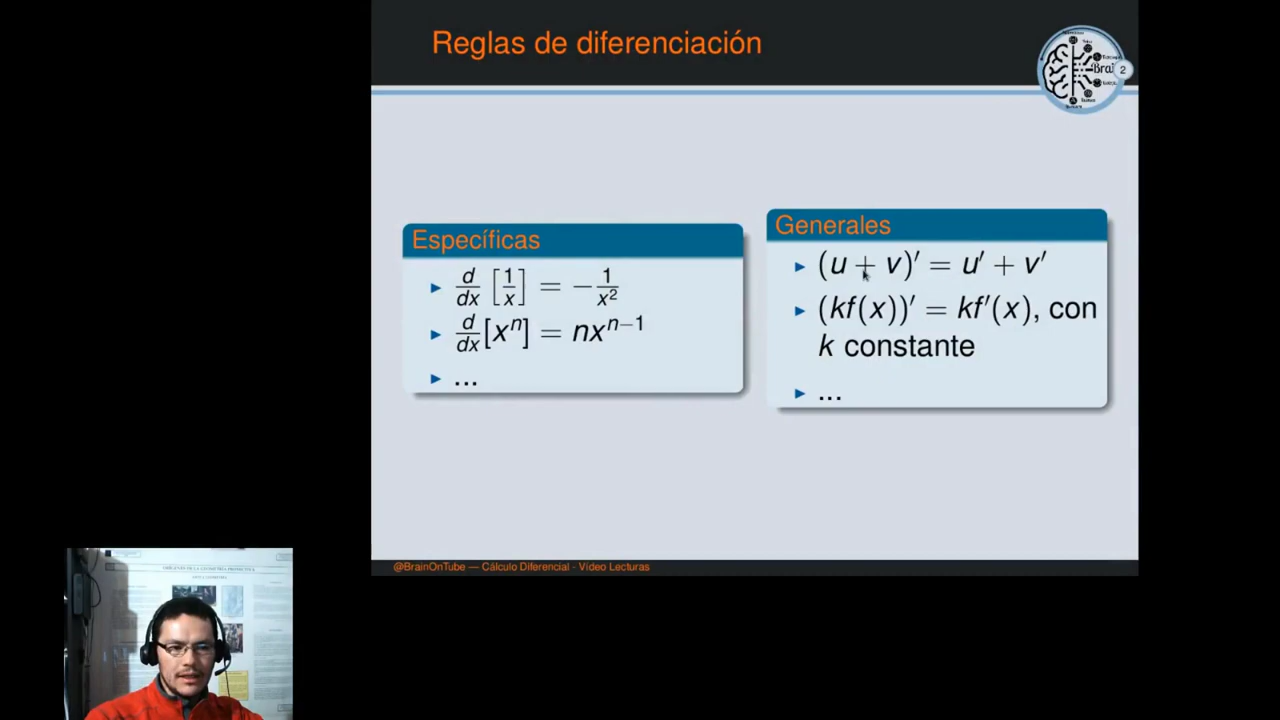 Reglas de diferenciación
2
Específicas
▶ d/dx [1/x] = −1/x²
▶ d/dx[xⁿ] = nxⁿ⁻¹
▶ ...
Generales
▶ (u + v)′ = u′ + v′
▶ (kf(x))′ = kf′(x), con
k constante
▶ ...
@BrainOnTube — Cálculo Diferencial - Vídeo Lecturas